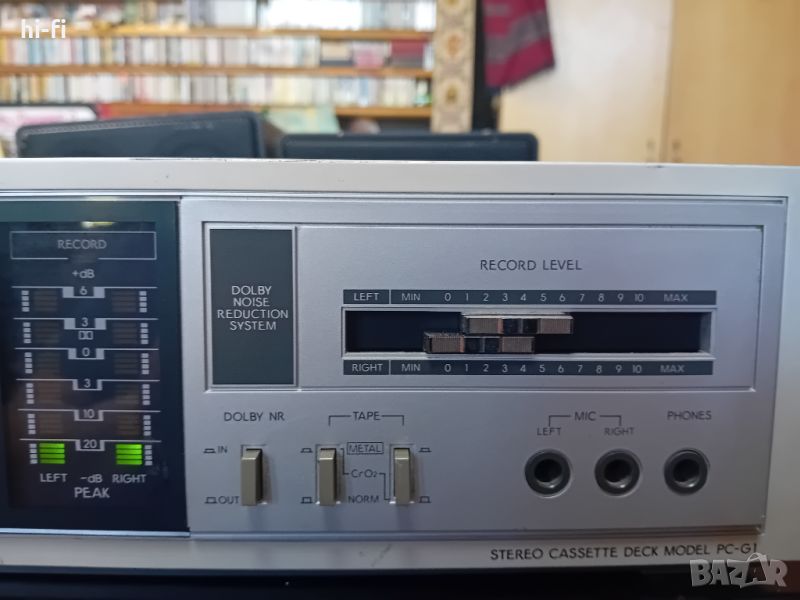 hi-fi
RECORD
+dB
6
3
0
3
10
20
LEFT -dB RIGHT
PEAK
DOLBY
NOISE
REDUCTION
SYSTEM
RECORD LEVEL
LEFT MIN 0 1 2 3 4 5 6 7 8 9 10 MAX
RIGHT MIN 0 1 2 3 4 5 6 7 8 9 10 MAX
DOLBY NR
IN
OUT
TAPE
METAL
CrO2
NORM
MIC
LEFT RIGHT
PHONES
STEREO CASSETTE DECK MODEL PC-G1
BAZAR